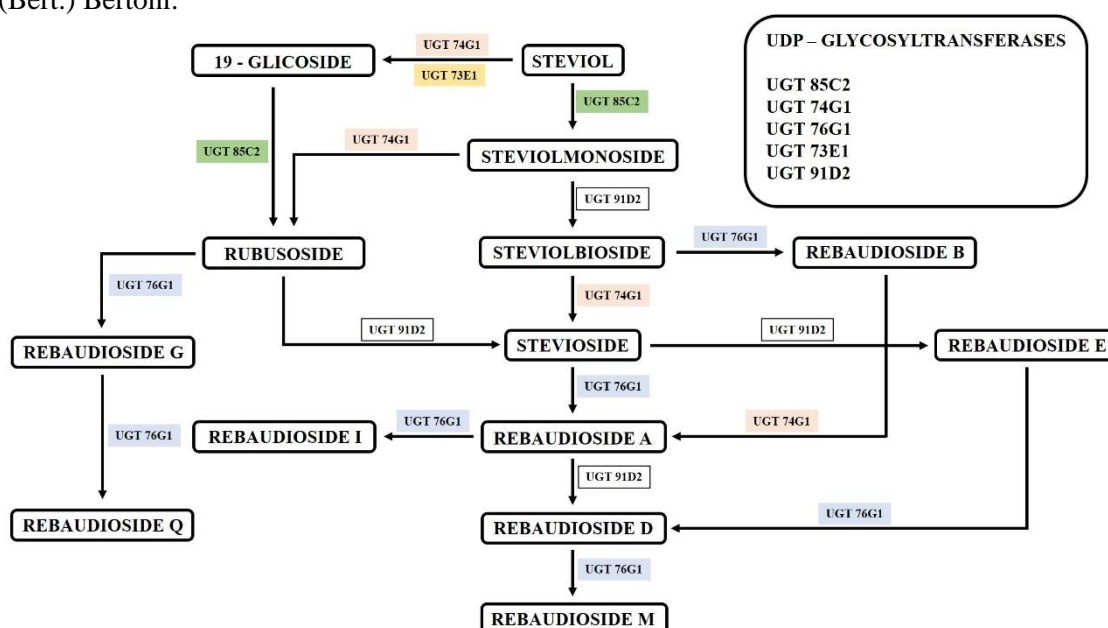 (Bert.) Bertoni.
UDP – GLYCOSYLTRANSFERASES
UGT 85C2
UGT 74G1
UGT 76G1
UGT 73E1
UGT 91D2
UGT 74G1
19 - GLICOSIDE
STEVIOL
UGT 73E1
UGT 85C2
UGT 85C2
UGT 74G1
STEVIOLMONOSIDE
UGT 91D2
RUBUSOSIDE
STEVIOLBIOSIDE
UGT 76G1
REBAUDIOSIDE B
UGT 76G1
UGT 74G1
UGT 91D2
UGT 91D2
REBAUDIOSIDE G
STEVIOSIDE
REBAUDIOSIDE E
UGT 76G1
UGT 76G1
REBAUDIOSIDE I
UGT 76G1
REBAUDIOSIDE A
UGT 74G1
UGT 91D2
REBAUDIOSIDE Q
REBAUDIOSIDE D
UGT 76G1
UGT 76G1
REBAUDIOSIDE M